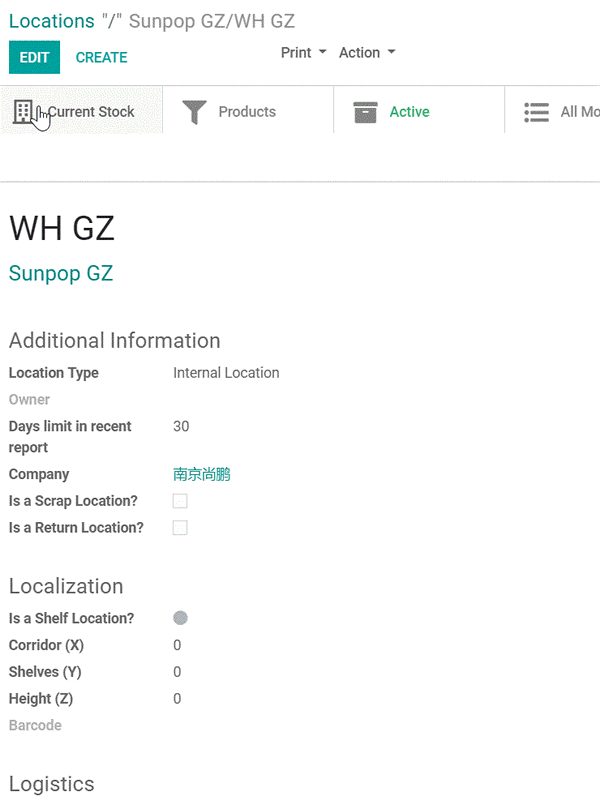 Locations "/" Sunpop GZ/WH GZ
EDIT CREATE Print Action
Current Stock Products Active All Mo
WH GZ
Sunpop GZ
Additional Information
Location Type Internal Location
Owner
Days limit in recent 30
report
Company 南京尚鹏
Is a Scrap Location?
Is a Return Location?
Localization
Is a Shelf Location?
Corridor (X) 0
Shelves (Y) 0
Height (Z) 0
Barcode
Logistics